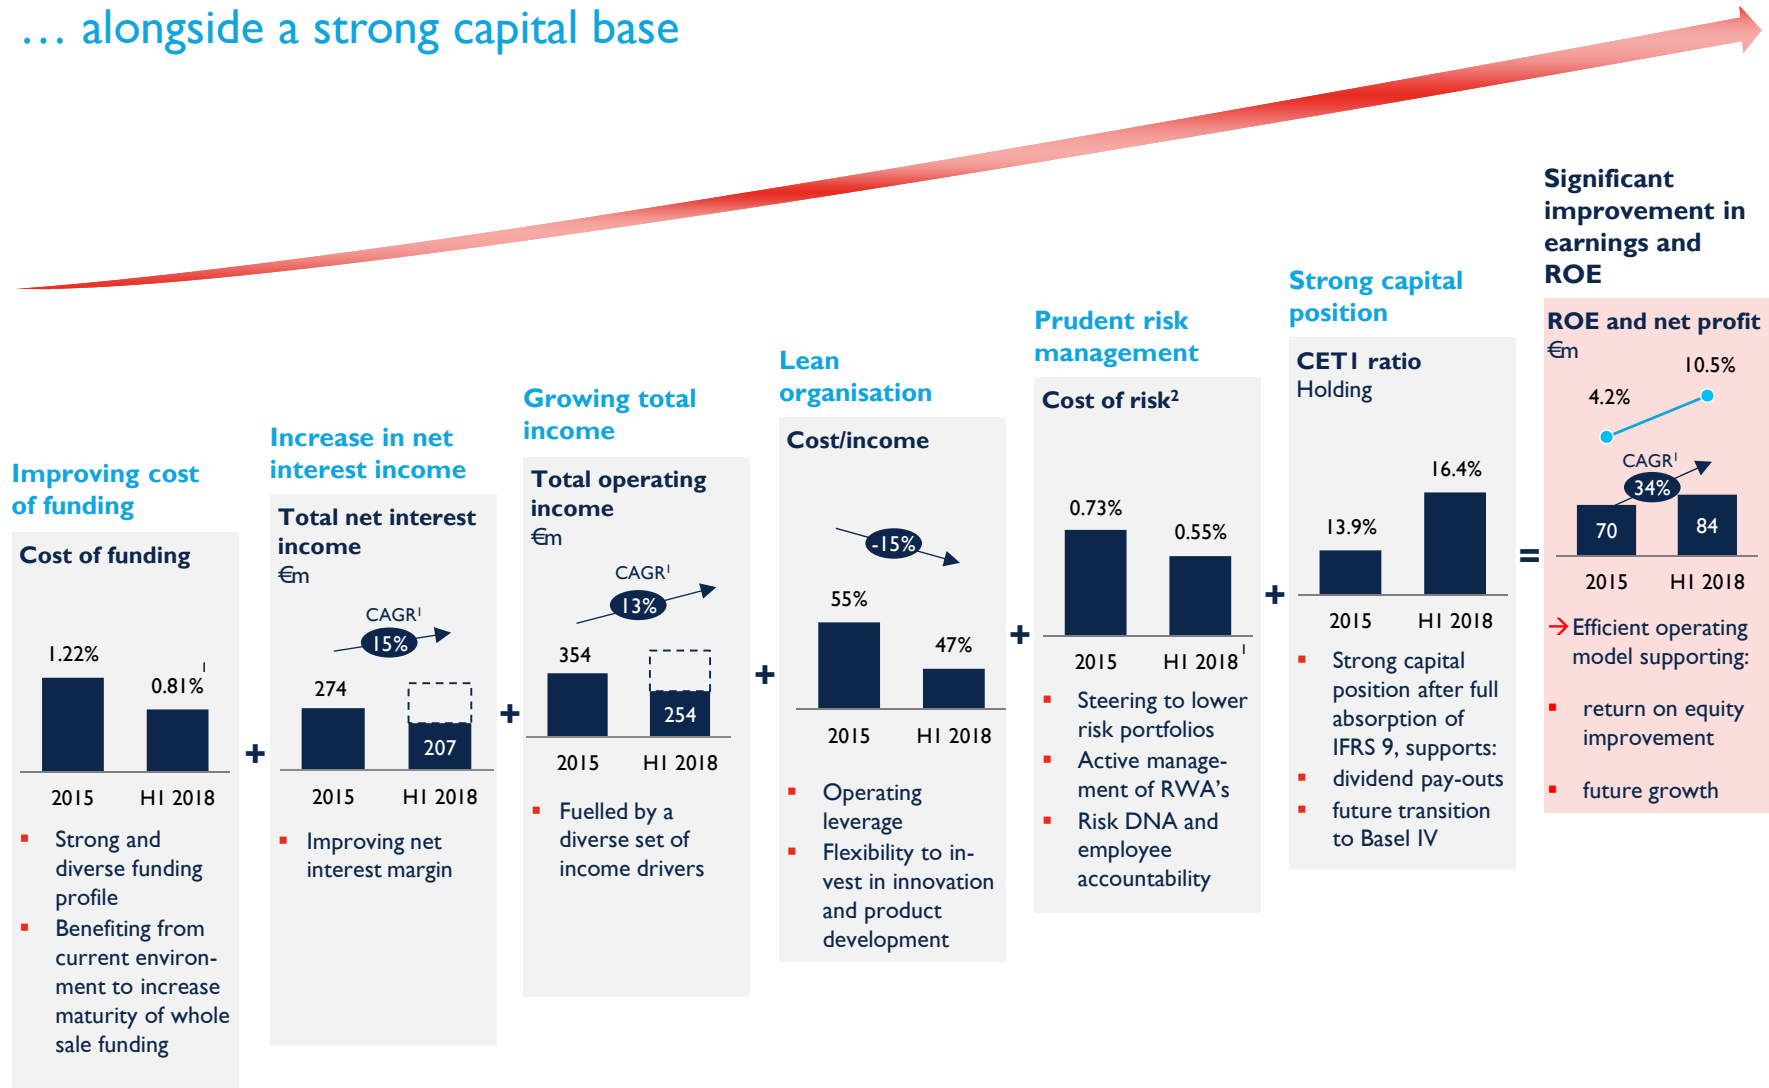 … alongside a strong capital base
Improving cost
of funding
Cost of funding
1.22%
0.81%1
2015
H1 2018
▪ Strong and
diverse funding
profile
▪ Benefiting from
current environ-
ment to increase
maturity of whole
sale funding
+
Increase in net
interest income
Total net interest
income
€m
CAGR1
15%
274
207
2015
H1 2018
▪ Improving net
interest margin
+
Growing total
income
Total operating
income
€m
CAGR1
13%
354
254
2015
H1 2018
▪ Fuelled by a
diverse set of
income drivers
+
Lean
organisation
Cost/income
-15%
55%
47%
2015
H1 2018
▪ Operating
leverage
▪ Flexibility to in-
vest in innovation
and product
development
+
Prudent risk
management
Cost of risk2
0.73%
0.55%
2015
H1 20181
▪ Steering to lower
risk portfolios
▪ Active manage-
ment of RWA’s
▪ Risk DNA and
employee
accountability
+
Strong capital
position
CET1 ratio
Holding
13.9%
16.4%
2015
H1 2018
▪ Strong capital
position after full
absorption of
IFRS 9, supports:
▪ dividend pay-outs
▪ future transition
to Basel IV
=
Significant
improvement in
earnings and
ROE
ROE and net profit
€m
4.2%
10.5%
CAGR1
34%
70
84
2015
H1 2018
→ Efficient operating
model supporting:
▪ return on equity
improvement
▪ future growth